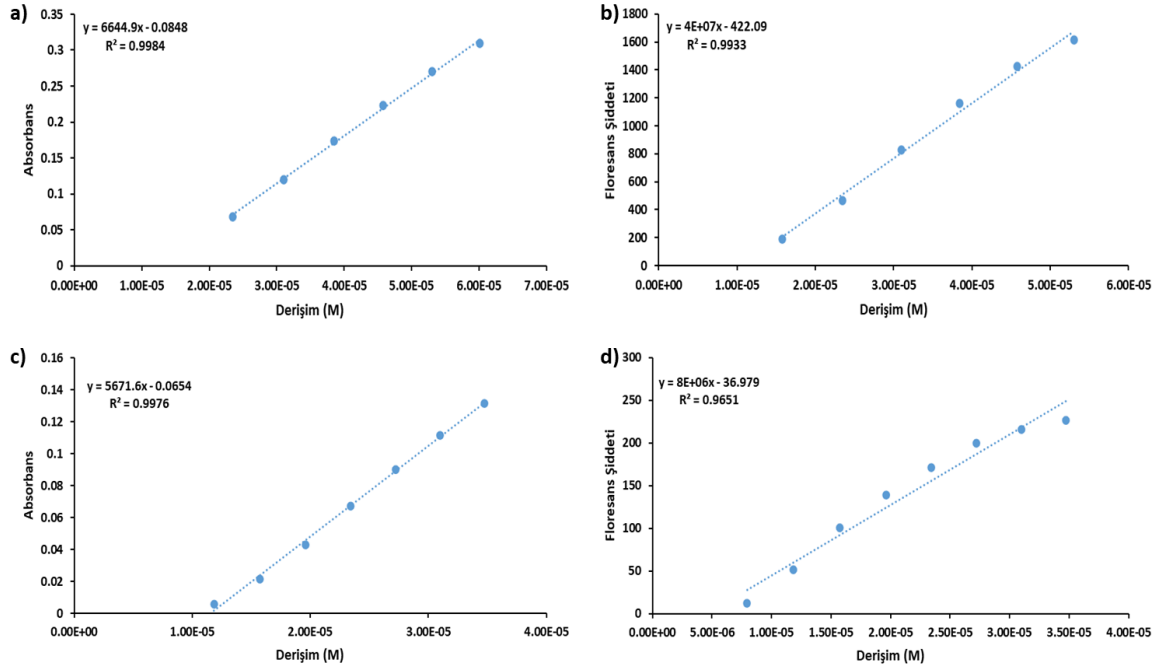 a)
y = 6644.9x - 0.0848
R² = 0.9984
Absorbans
0.35
0.3
0.25
0.2
0.15
0.1
0.05
0
0.00E+00 1.00E-05 2.00E-05 3.00E-05 4.00E-05 5.00E-05 6.00E-05 7.00E-05
Derişim (M)
b)
y = 4E+07x - 422.09
R² = 0.9933
Floresans Şiddeti
1800
1600
1400
1200
1000
800
600
400
200
0
0.00E+00 1.00E-05 2.00E-05 3.00E-05 4.00E-05 5.00E-05 6.00E-05
Derişim (M)
c)
y = 5671.6x - 0.0654
R² = 0.9976
Absorbans
0.16
0.14
0.12
0.1
0.08
0.06
0.04
0.02
0
0.00E+00 1.00E-05 2.00E-05 3.00E-05 4.00E-05
Derişim (M)
d)
y = 8E+06x - 36.979
R² = 0.9651
Floresans Şiddeti
300
250
200
150
100
50
0
0.00E+00 5.00E-06 1.00E-05 1.50E-05 2.00E-05 2.50E-05 3.00E-05 3.50E-05 4.00E-05
Derişim (M)